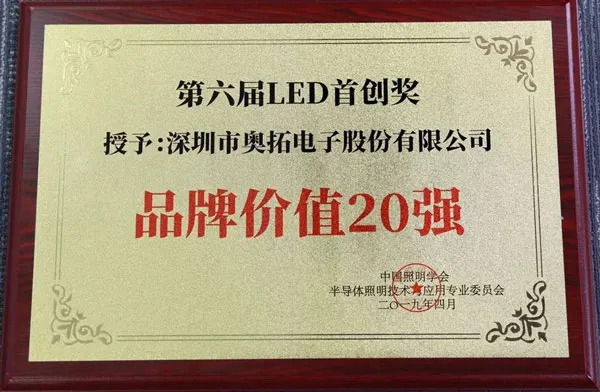 第六届LED首创奖
授予:深圳市奥拓电子股份有限公司
品牌价值20强
中国照明学会
半导体照明技术与应用专业委员会
二〇一九年四月